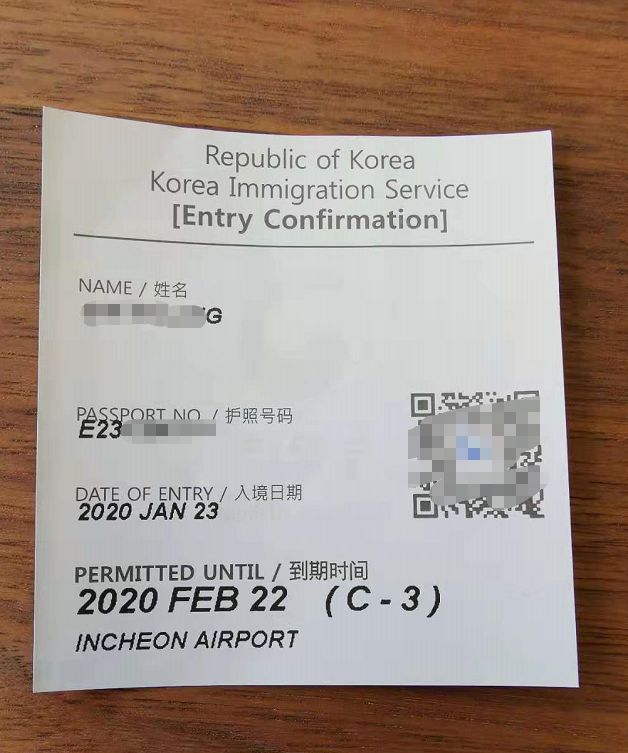 Republic of Korea
Korea Immigration Service
[Entry Confirmation]
NAME / 姓名
G
PASSPORT NO. / 护照号码
E23
DATE OF ENTRY / 入境日期
2020 JAN 23
PERMITTED UNTIL / 到期时间
2020 FEB 22 ( C - 3 )
INCHEON AIRPORT